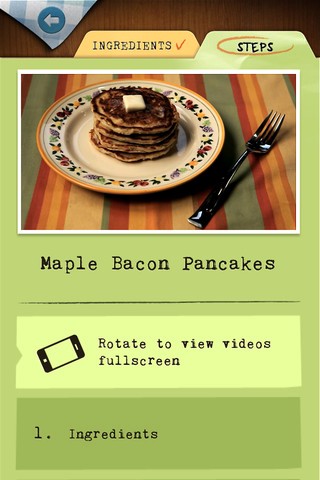 INGREDIENTS
STEPS
Maple Bacon Pancakes
Rotate to view videos
fullscreen
1. Ingredients